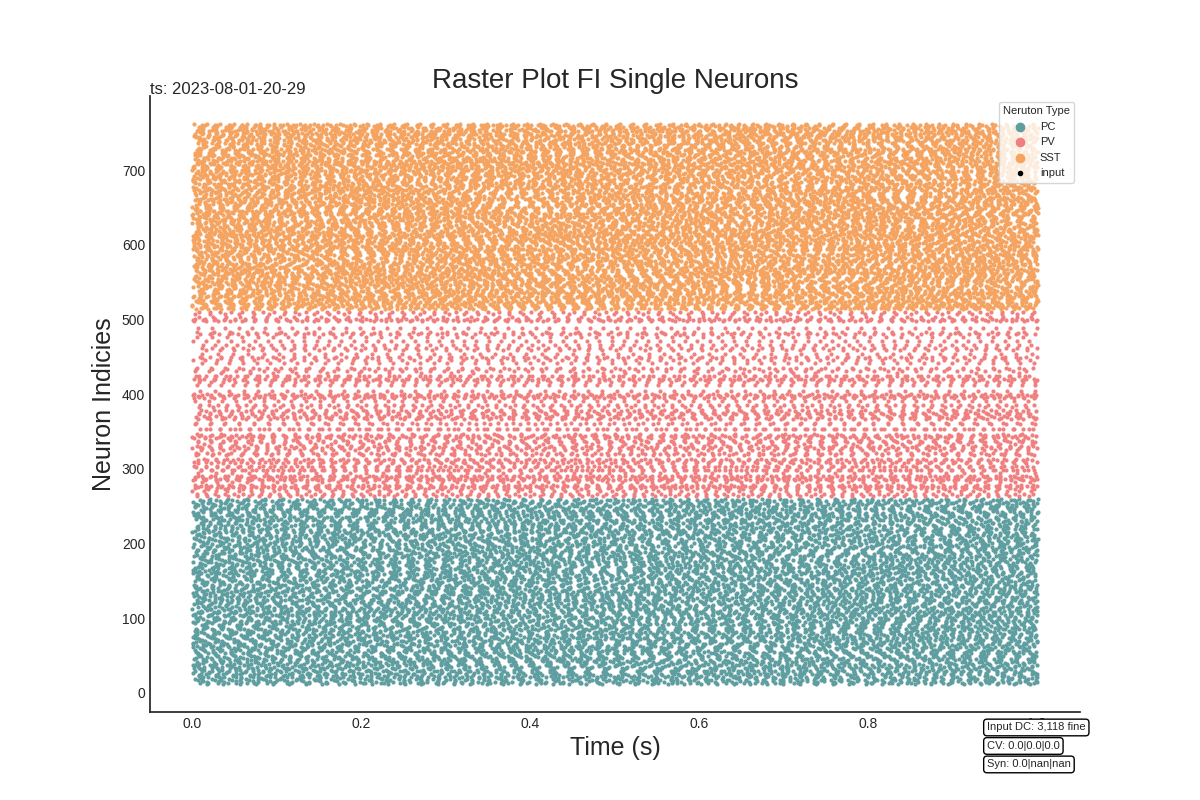 Raster Plot FI Single Neurons
ts: 2023-08-01-20-29
Neruton Type
PC
PV
SST
input
Neuron Indicies
700
600
500
400
300
200
100
0
0.0
0.2
0.4
0.6
0.8
Time (s)
Input DC: 3,118 fine
CV: 0.0|0.0|0.0
Syn: 0.0|nan|nan